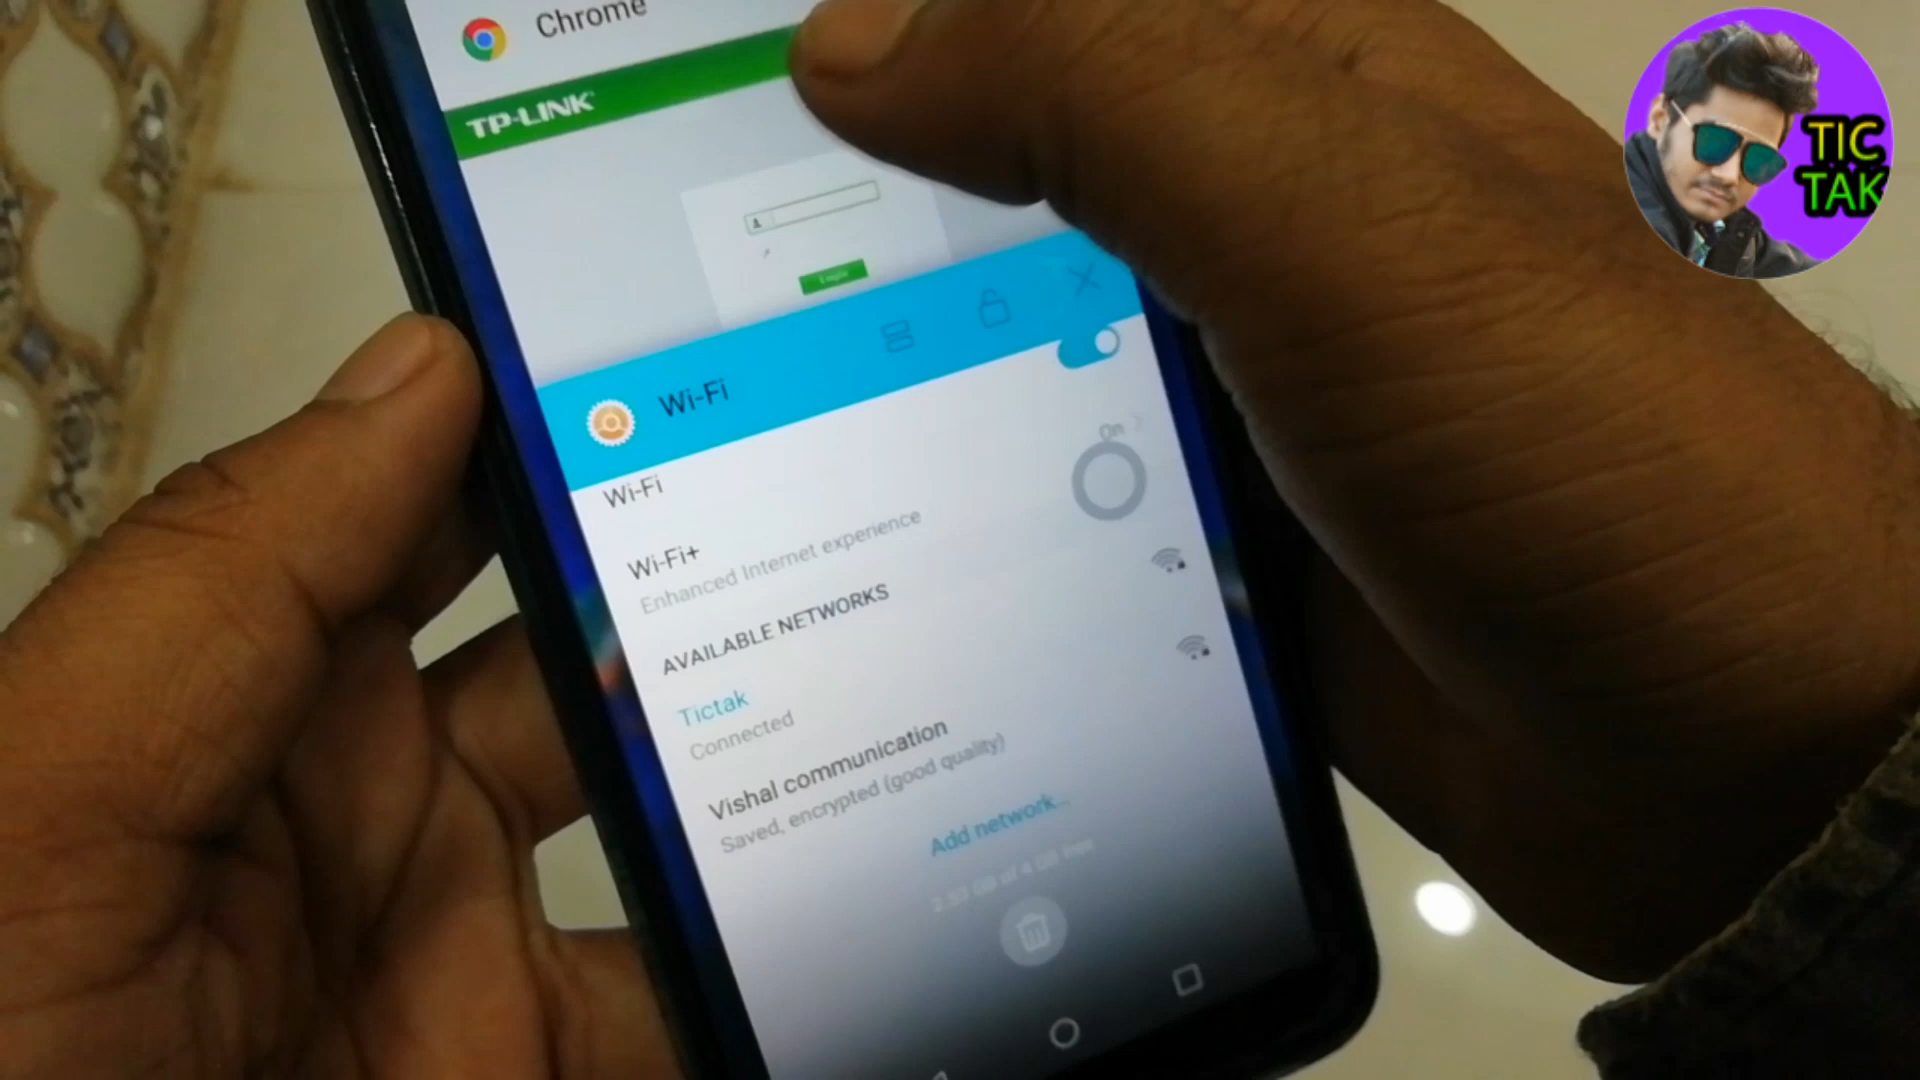 Chrome
TP-LINK
Login
Wi-Fi
Wi-Fi
On
Wi-Fi+
Enhanced Internet experience
AVAILABLE NETWORKS
Tictak
Connected
Vishal communication
Saved, encrypted (good quality)
Add network...
TIC
TAK